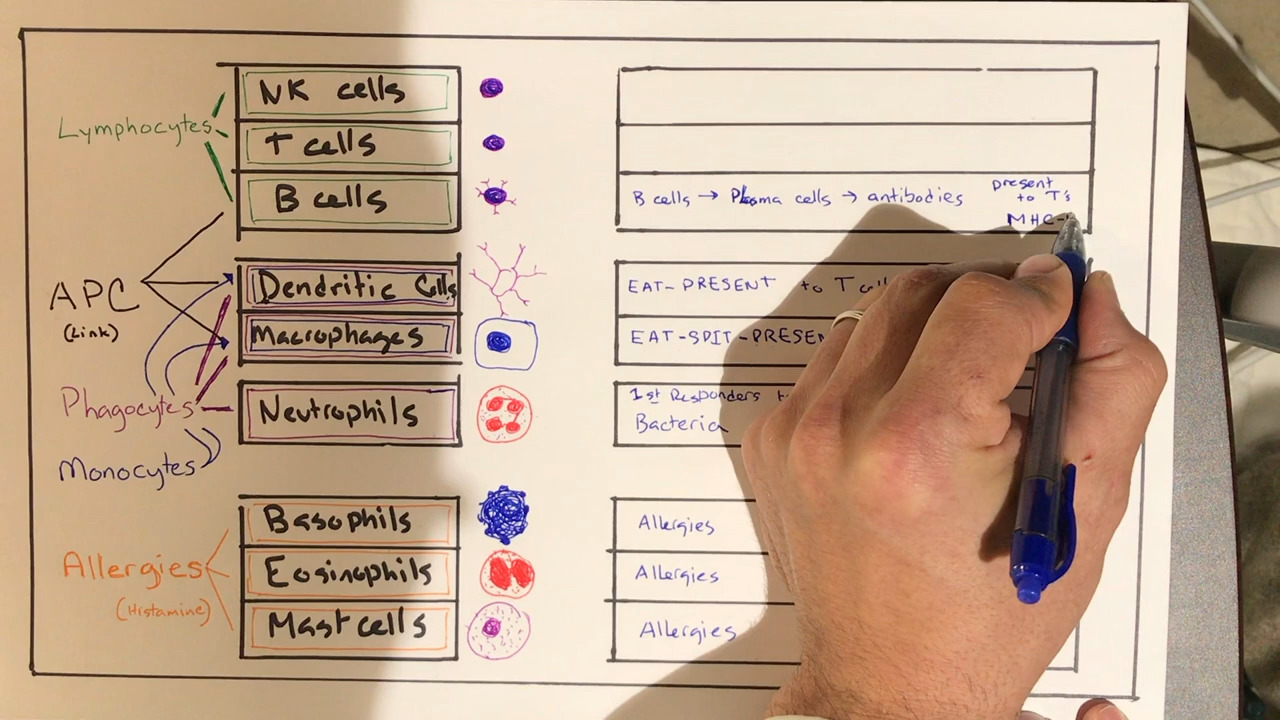 Lymphocytes
NK cells
T cells
B cells
B cells → Plasma cells → antibodies
present
to T's
MHC-
APC
(Link)
Dendritic Cells
EAT-PRESENT to T
Macrophages
EAT-SPIT-PRESEN
Phagocytes
Neutrophils
1st Responders
Bacteria
Monocytes
Basophils
Allergies
Allergies
(Histamine)
Eosinophils
Allergies
Mast cells
Allergies